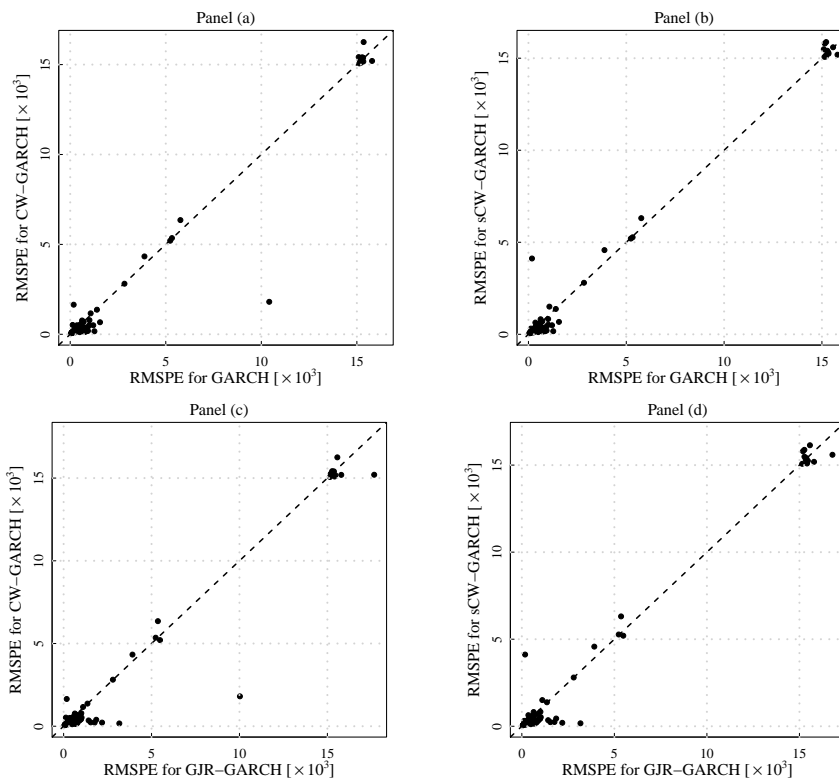 Panel (a)
RMSPE for CW−GARCH [×10³]
15
10
5
0
0 5 10 15
RMSPE for GARCH [×10³]
Panel (b)
RMSPE for sCW−GARCH [×10³]
15
10
5
0
0 5 10 15
RMSPE for GARCH [×10³]
Panel (c)
RMSPE for CW−GARCH [×10³]
15
10
5
0
0 5 10 15
RMSPE for GJR−GARCH [×10³]
Panel (d)
RMSPE for sCW−GARCH [×10³]
15
10
5
0
0 5 10 15
RMSPE for GJR−GARCH [×10³]